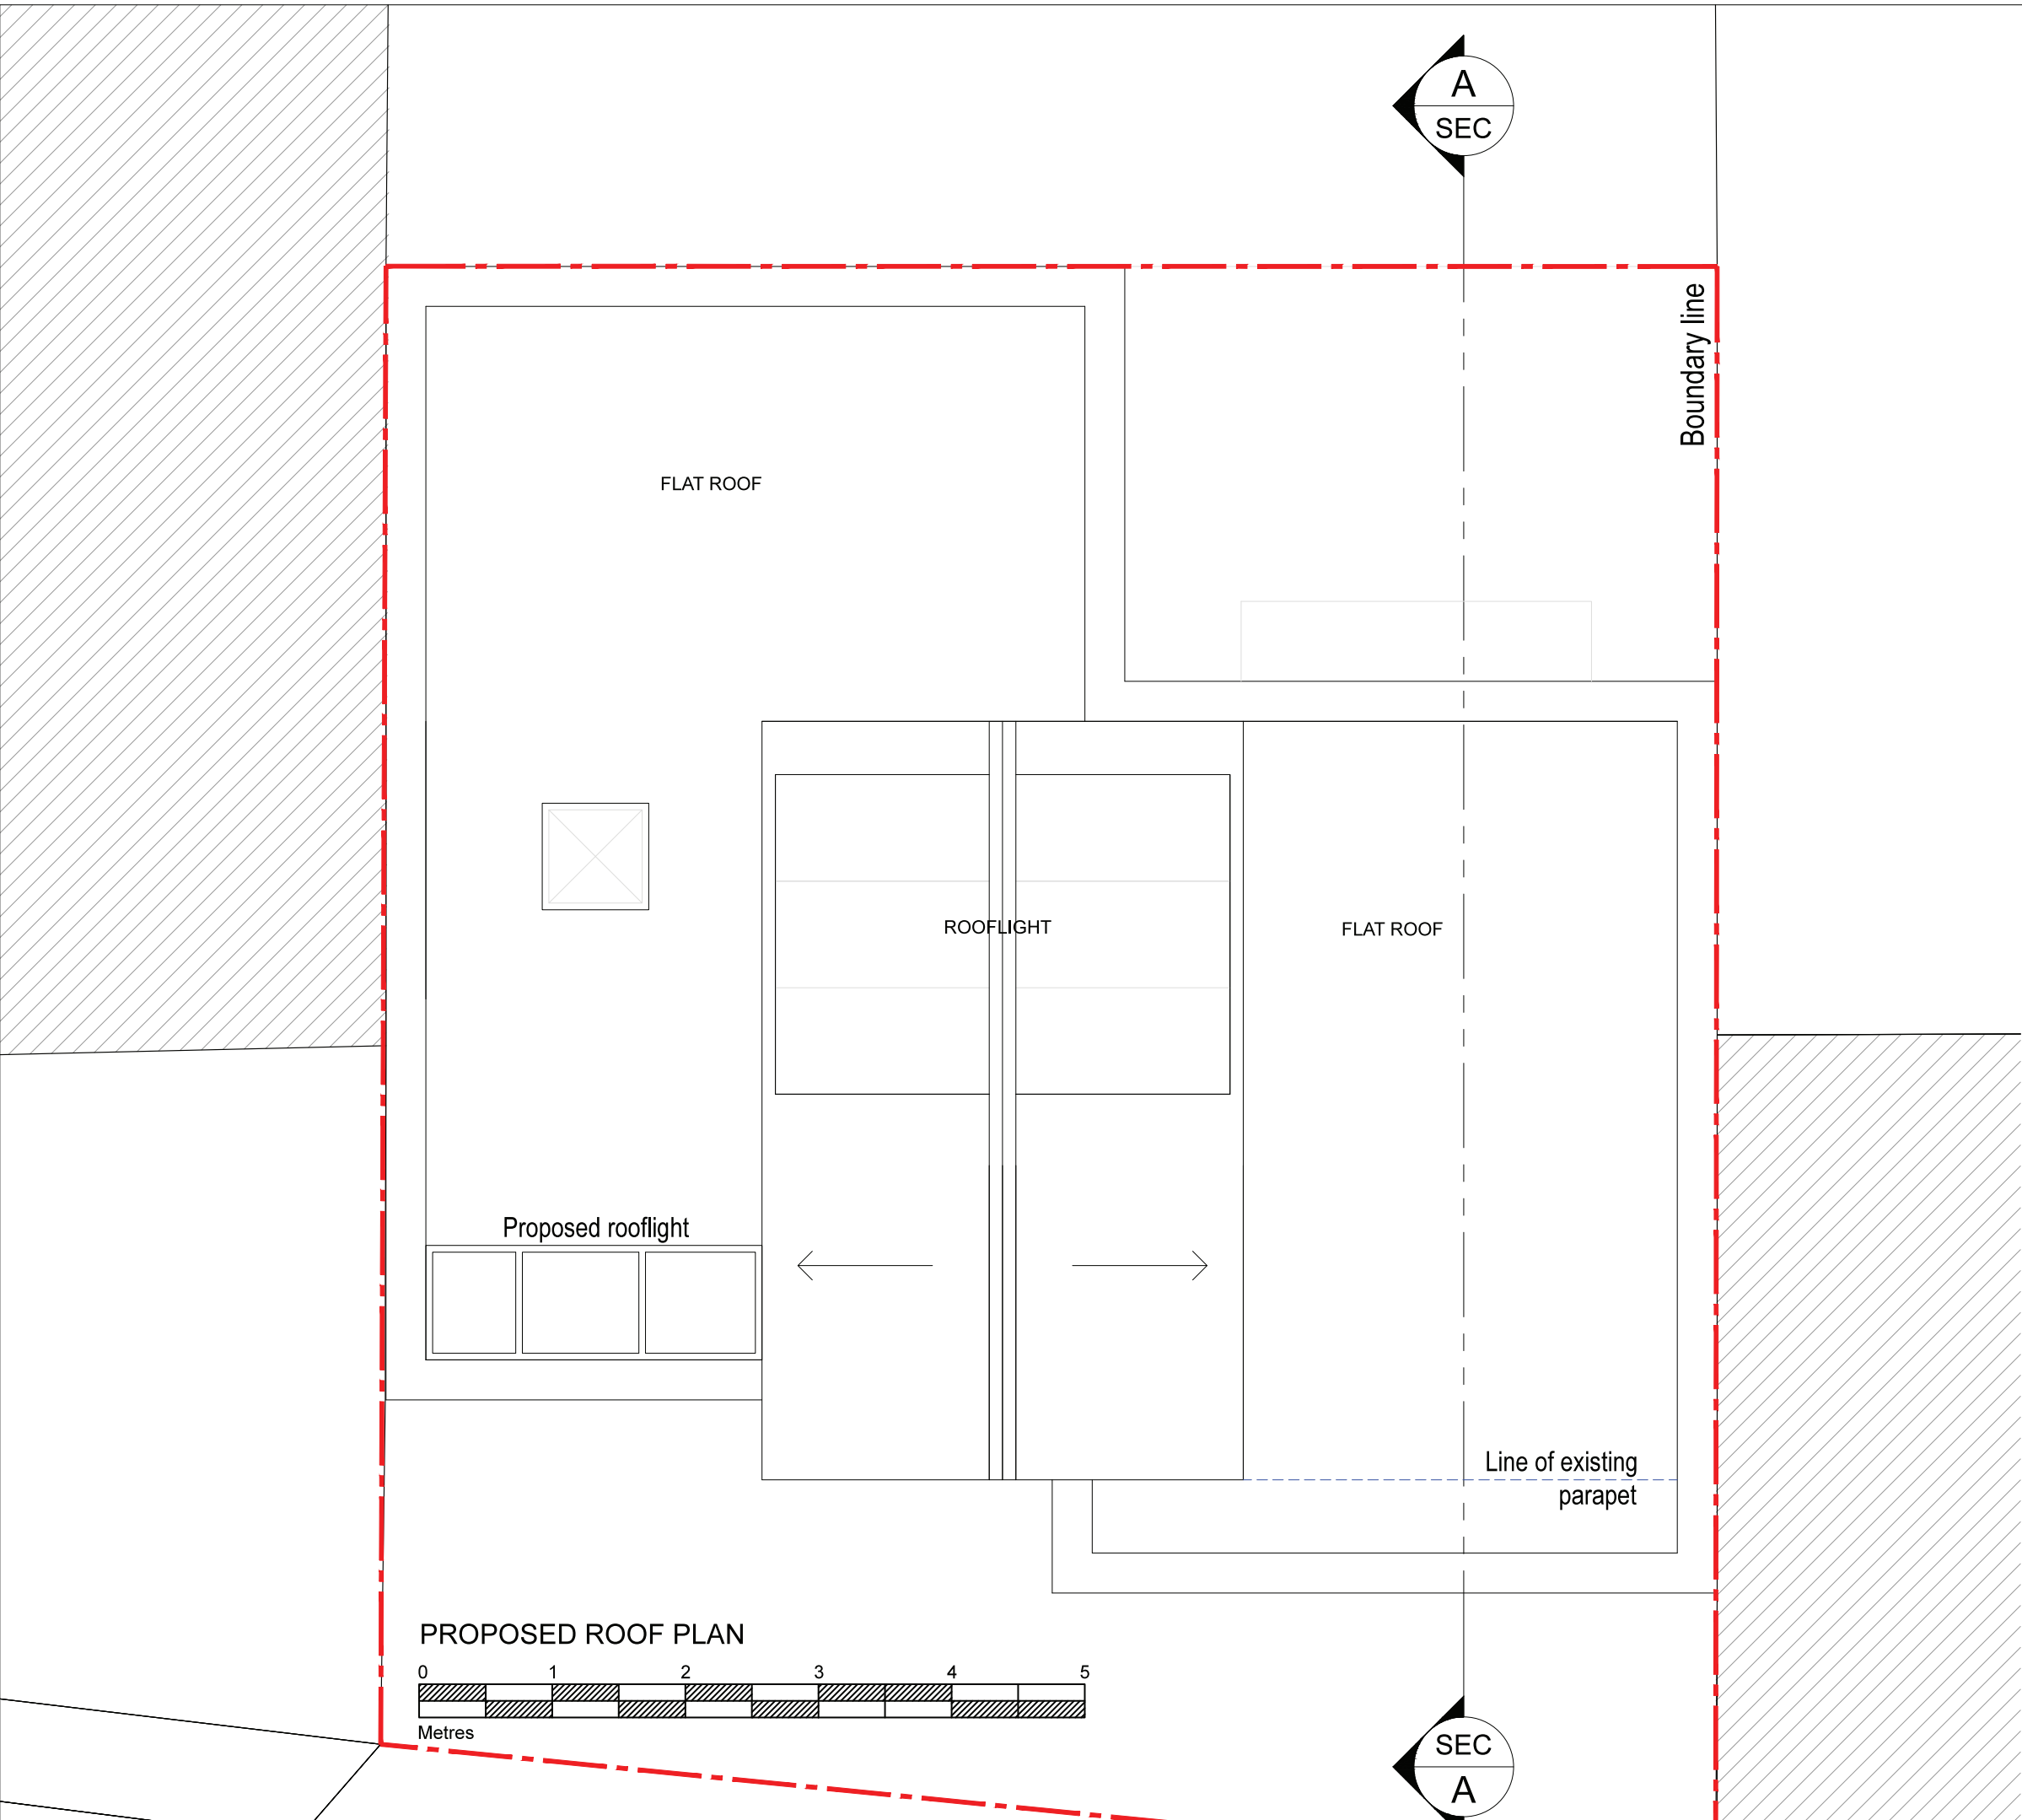 A
SEC
Boundary line
FLAT ROOF
ROOFLIGHT
FLAT ROOF
Proposed rooflight
Line of existing
parapet
PROPOSED ROOF PLAN
0 1 2 3 4 5
Metres
SEC
A